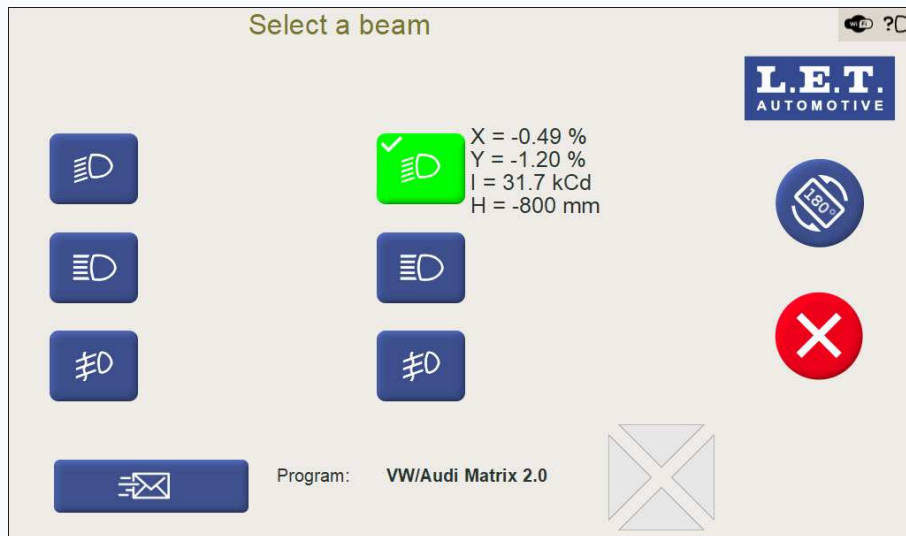 Select a beam
WiFi
?
L.E.T.
AUTOMOTIVE
X = -0.49 %
Y = -1.20 %
I = 31.7 kCd
H = -800 mm
180°
Program: VW/Audi Matrix 2.0